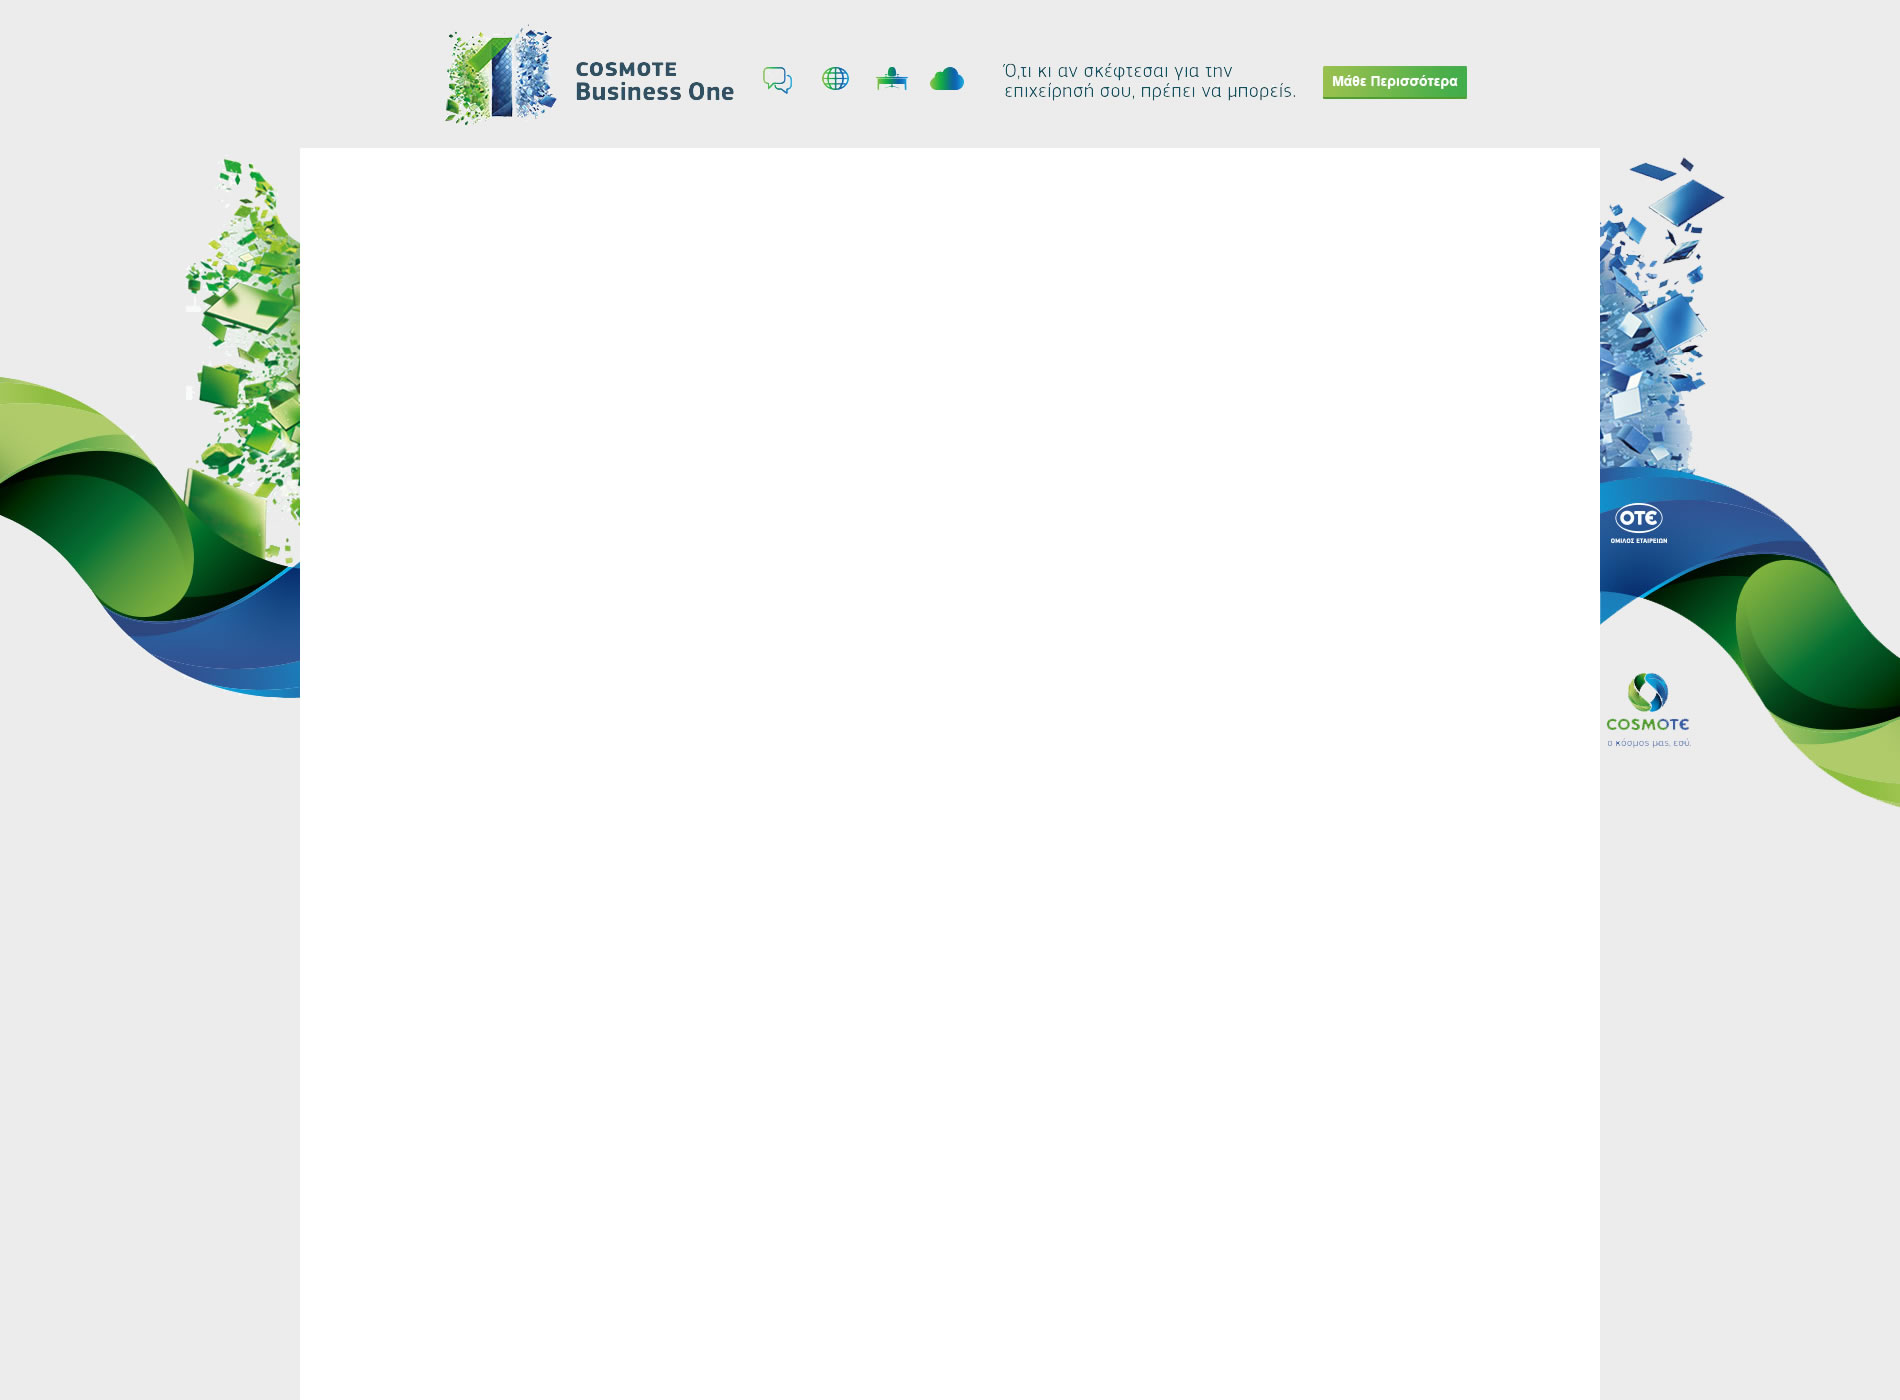 COSMOTE
Business One
Ό,τι κι αν σκέφτεσαι για την
επιχείρησή σου, πρέπει να μπορείς.
Μάθε Περισσότερα
ΟΤΕ
ΟΜΙΛΟΣ ΕΤΑΙΡΕΙΩΝ
COSMOTE
ο κόσμος μας, εσύ.